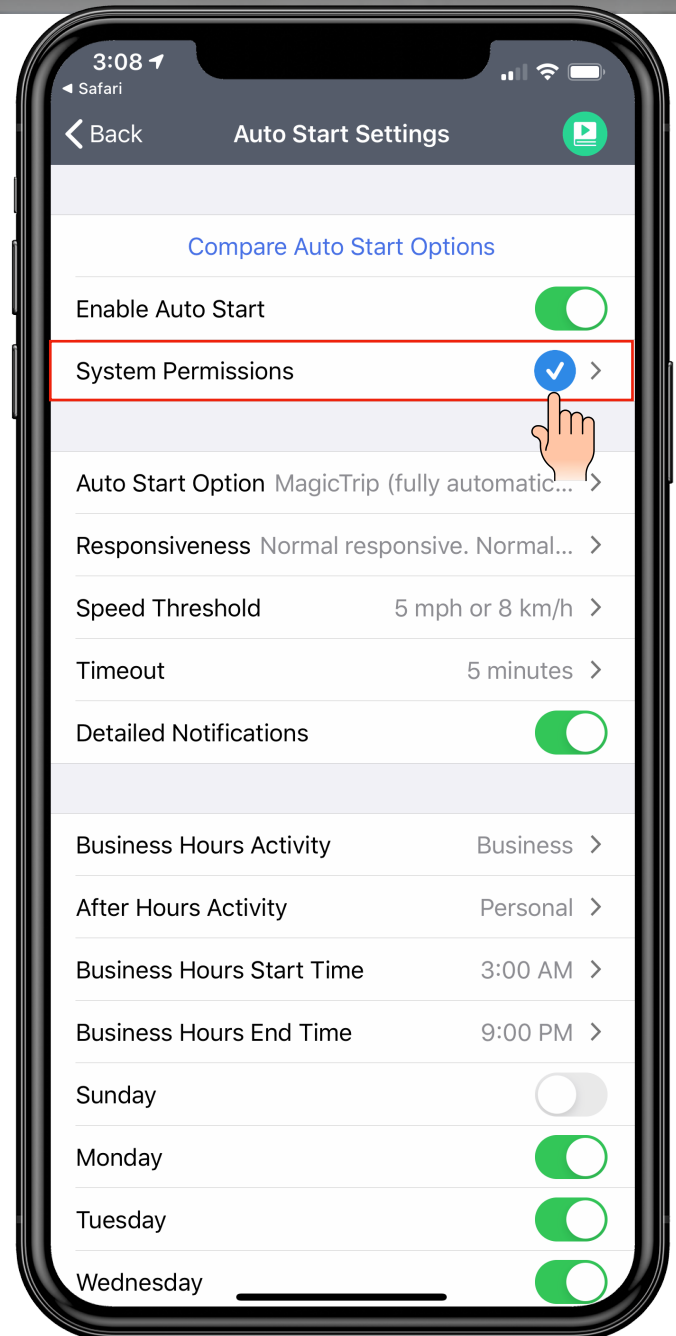 3:08
Safari
Back Auto Start Settings
Compare Auto Start Options
Enable Auto Start
System Permissions
Auto Start Option MagicTrip (fully automatic...
Responsiveness Normal responsive. Normal...
Speed Threshold 5 mph or 8 km/h
Timeout 5 minutes
Detailed Notifications
Business Hours Activity Business
After Hours Activity Personal
Business Hours Start Time 3:00 AM
Business Hours End Time 9:00 PM
Sunday
Monday
Tuesday
Wednesday